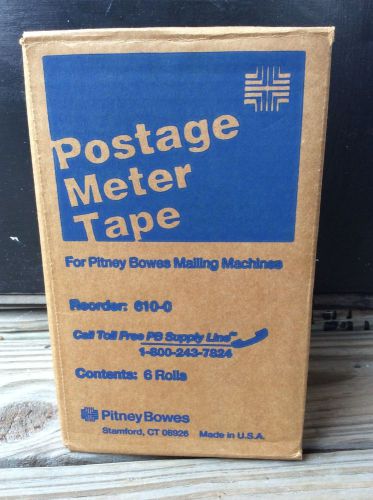 Postage
Meter
Tape
For Pitney Bowes Mailing Machines
Reorder: 610-0
Call Toll Free PB Supply Line™
1-800-243-7824
Contents: 6 Rolls
Pitney Bowes
Stamford, CT 06926 Made in U.S.A.